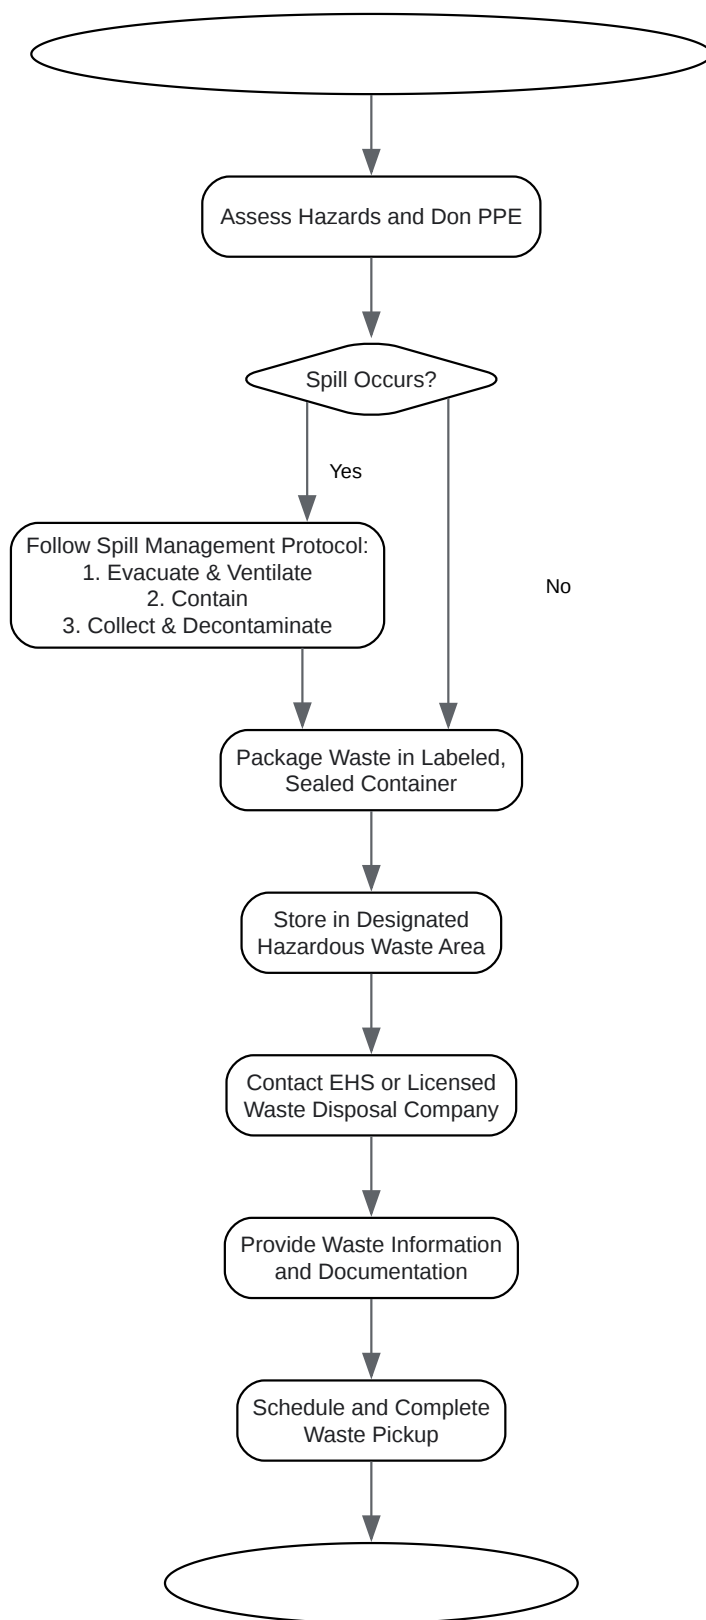 Assess Hazards and Don PPE
Spill Occurs?
Yes
Follow Spill Management Protocol:
1. Evacuate & Ventilate
2. Contain
3. Collect & Decontaminate
No
Package Waste in Labeled,
Sealed Container
Store in Designated
Hazardous Waste Area
Contact EHS or Licensed
Waste Disposal Company
Provide Waste Information
and Documentation
Schedule and Complete
Waste Pickup